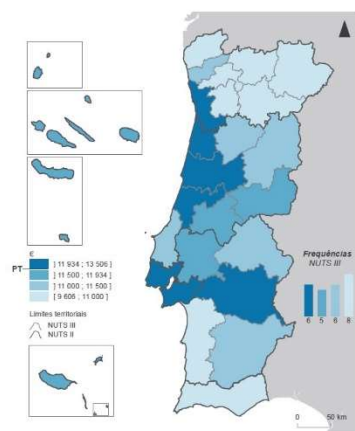 €
PT
] 11 934 ; 13 506 ]
] 11 500 ; 11 934 ]
] 11 000 ; 11 500 ]
[ 9 606 ; 11 000 ]
Limites territoriais
NUTS III
NUTS II
Frequências
NUTS III
6 5 6 8
0 50 km